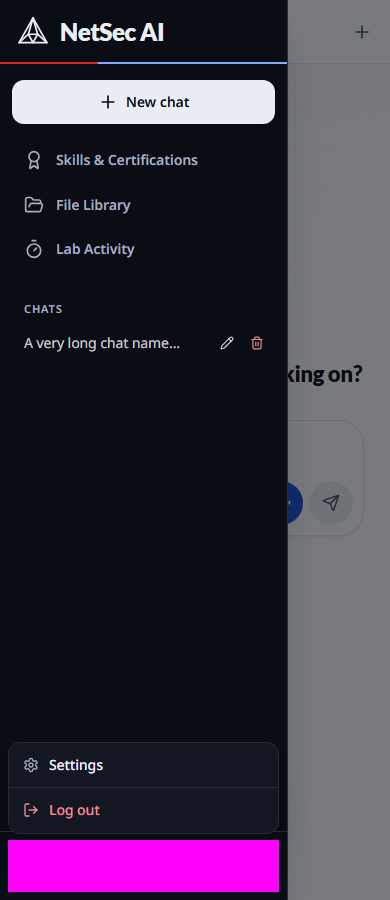 NetSec AI
New chat
Skills & Certifications
File Library
Lab Activity
CHATS
A very long chat name...
king on?
Settings
Log out